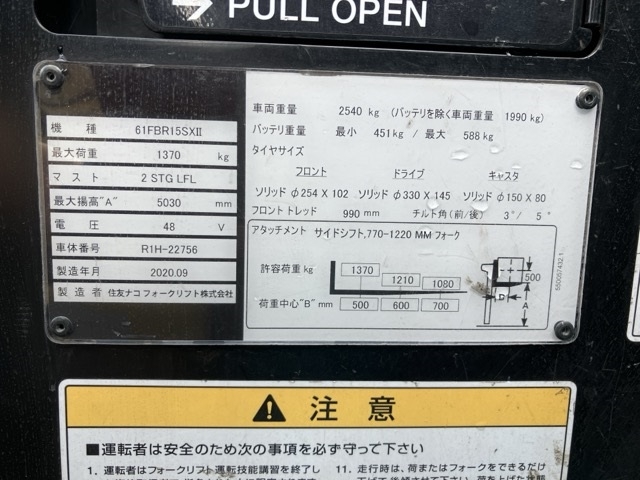 → PULL OPEN
機 種 61FBR15SXII
最大荷重 1370 kg
マスト 2 STG LFL
最大揚高"A" 5030 mm
電 圧 48 V
車体番号 R1H-22756
製造年月 2020.09
製造者 住友ナコ フォークリフト株式会社
車両重量 2540 kg (バッテリを除く車両重量 1990 kg)
バッテリ重量 最小 451 kg / 最大 588 kg
タイヤサイズ
フロント ドライブ キャスタ
ソリッド φ254 X 102 ソリッド φ330 X 145 ソリッド φ150 X 80
フロント トレッド 990 mm チルト角(前/後) 3°/ 5°
アタッチメント サイドシフト,770-1220 MM フォーク
許容荷重 kg 1370 1210 1080
荷重中心"B" mm 500 600 700
500
B
A
⚠ 注 意
■運転者は安全のため次の事項を必ず守って下さい
1. 運転者はフォークリフト運転技能講習を終了し
11. 走行時は、荷またはフォークをできるだけ